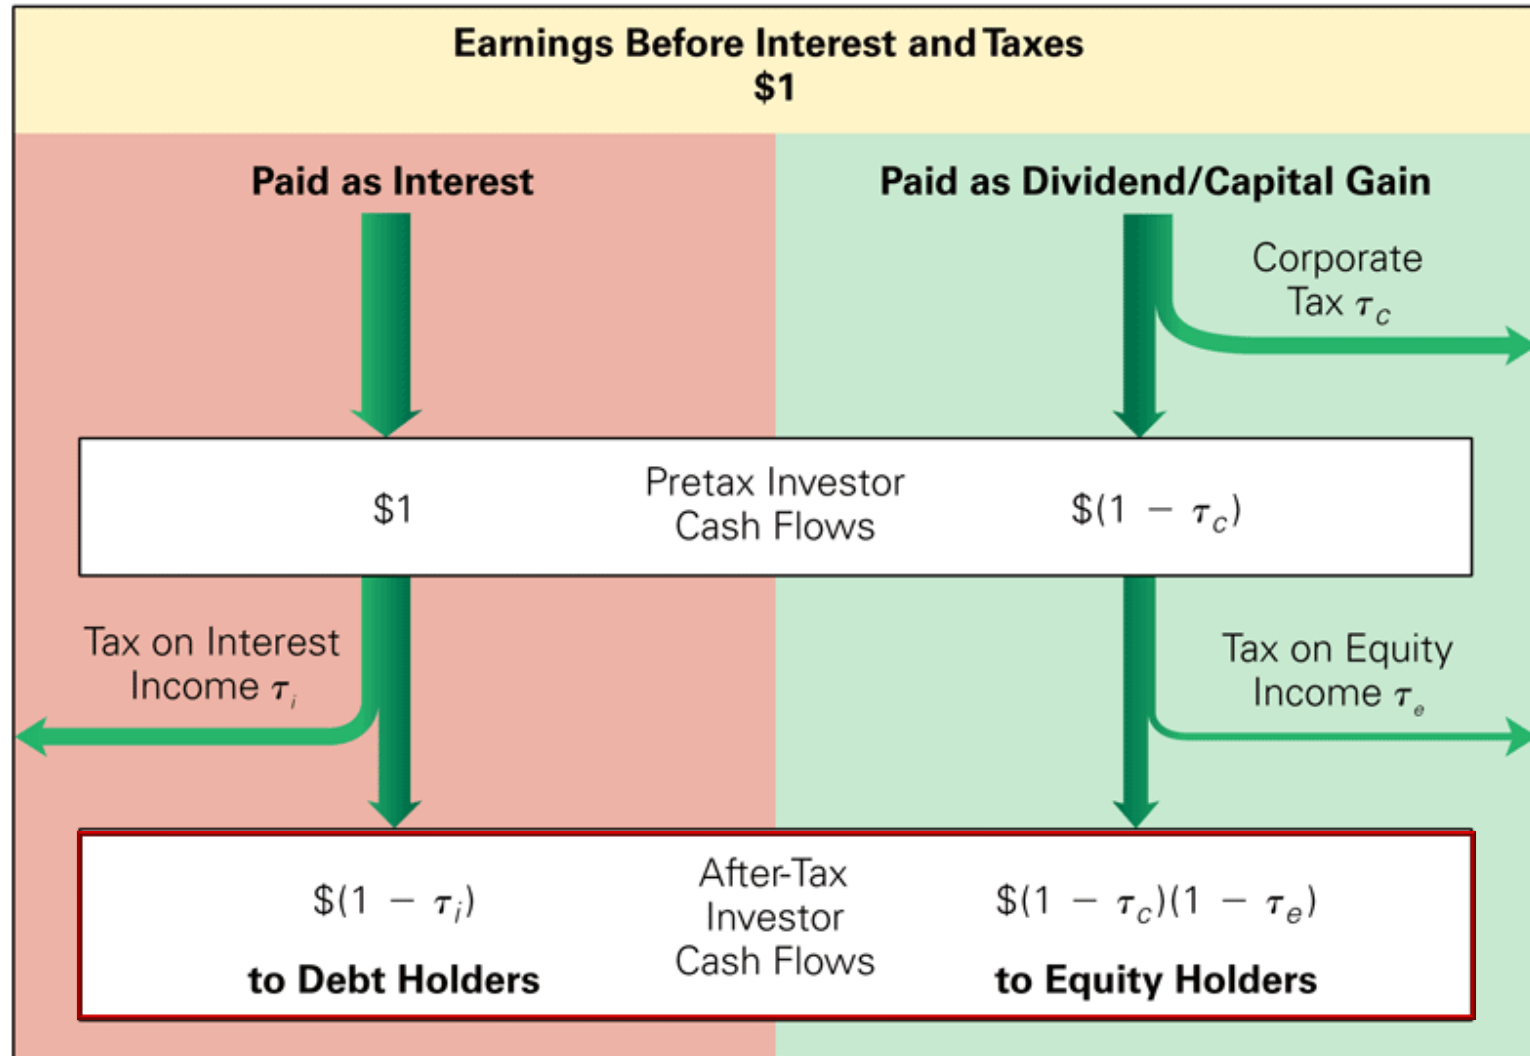 Earnings Before Interest and Taxes
$1
Paid as Interest
Paid as Dividend/Capital Gain
Corporate
Tax τc
$1
Pretax Investor
Cash Flows
$(1 − τc)
Tax on Interest
Income τi
Tax on Equity
Income τe
$(1 − τi)
to Debt Holders
After-Tax
Investor
Cash Flows
$(1 − τc)(1 − τe)
to Equity Holders